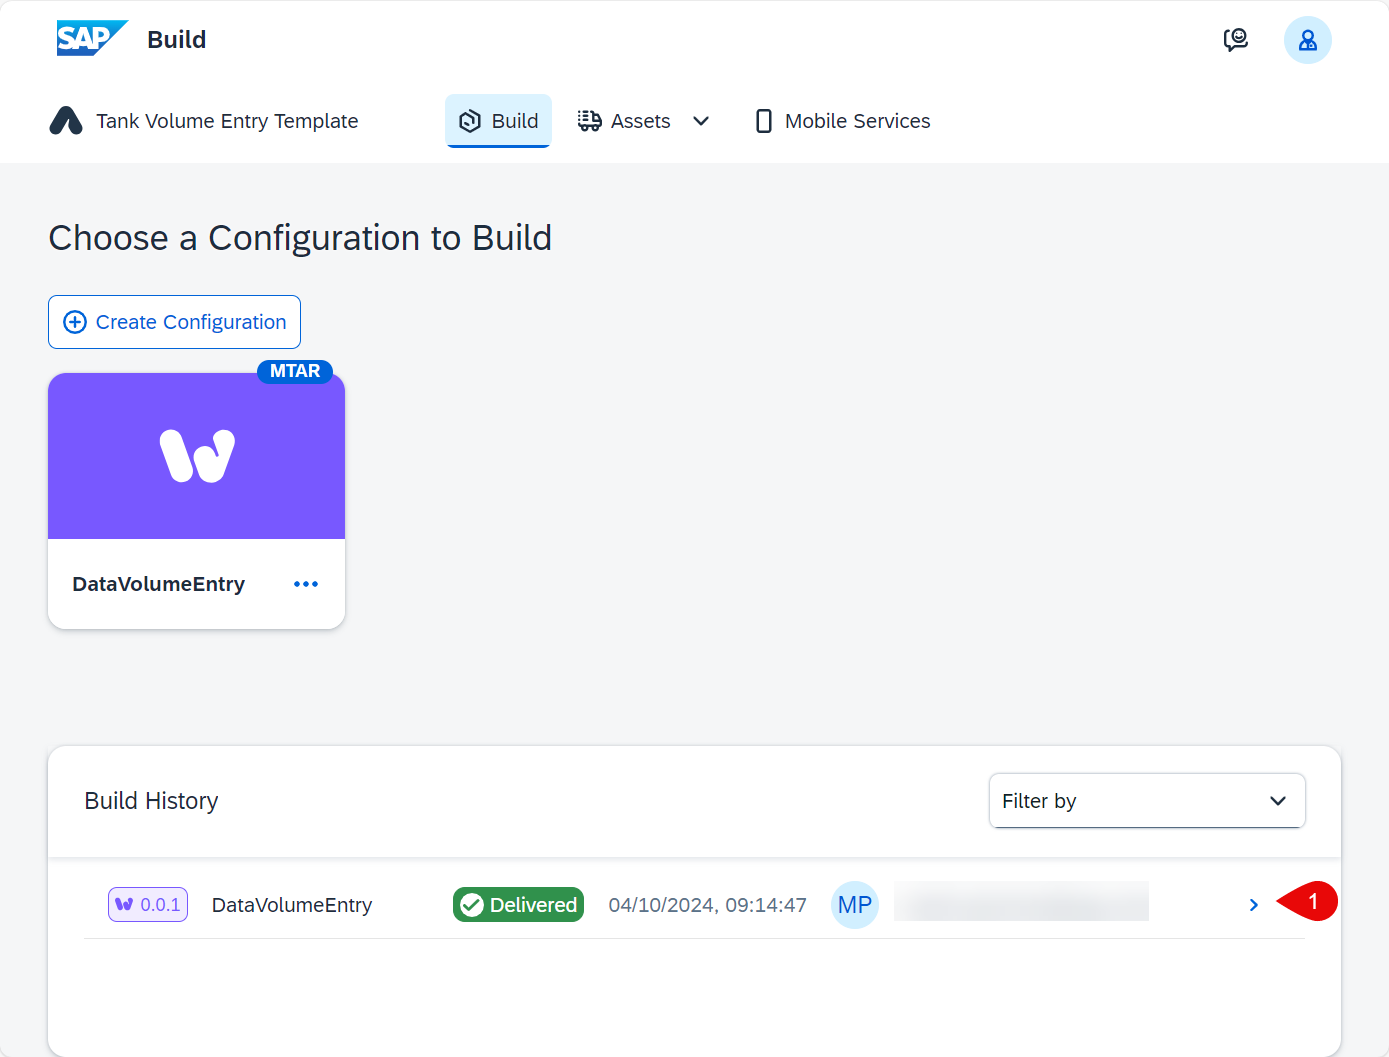 SAP Build
Tank Volume Entry Template Build Assets Mobile Services
Choose a Configuration to Build
Create Configuration
MTAR
DataVolumeEntry
Build History Filter by
0.0.1 DataVolumeEntry Delivered 04/10/2024, 09:14:47 MP 1